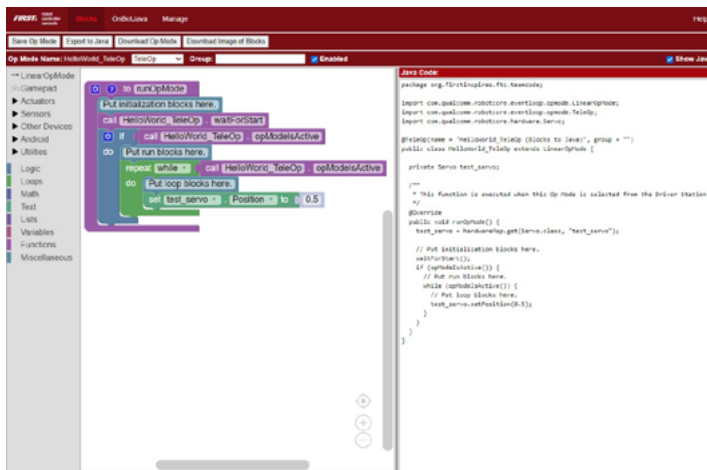 FIRST. robot controller console Blocks OnBotJava Manage Help
Save Op Mode Export to Java Download Op Mode Download Image of Blocks
Op Mode Name: HelloWorld_TeleOp TeleOp Group: Enabled Show Jav
LinearOpMode
Gamepad
Actuators
Sensors
Other Devices
Android
Utilities
Logic
Loops
Math
Text
Lists
Variables
Functions
Miscellaneous
to runOpMode
Put initialization blocks here.
call HelloWorld_TeleOp . waitForStart
if call HelloWorld_TeleOp . opModeIsActive
do Put run blocks here.
repeat while call HelloWorld_TeleOp . opModeIsActive
do Put loop blocks here.
set test_servo . Position to 0.5
Java Code:
package org.firstinspires.ftc.teamcode;
import com.qualcomm.robotcore.eventloop.opmode.LinearOpMode;
import com.qualcomm.robotcore.eventloop.opmode.TeleOp;
import com.qualcomm.robotcore.hardware.Servo;
@TeleOp(name = "HelloWorld_TeleOp (Blocks to Java)", group = "")
public class HelloWorld_TeleOp extends LinearOpMode {
private Servo test_servo;
/**
* This function is executed when this Op Mode is selected from the Driver Station
*/
@Override
public void runOpMode() {
test_servo = hardwareMap.get(Servo.class, "test_servo");
// Put initialization blocks here.
waitForStart();
if (opModeIsActive()) {
// Put run blocks here.
while (opModeIsActive()) {
// Put loop blocks here.
test_servo.setPosition(0.5);
}
}
}
}